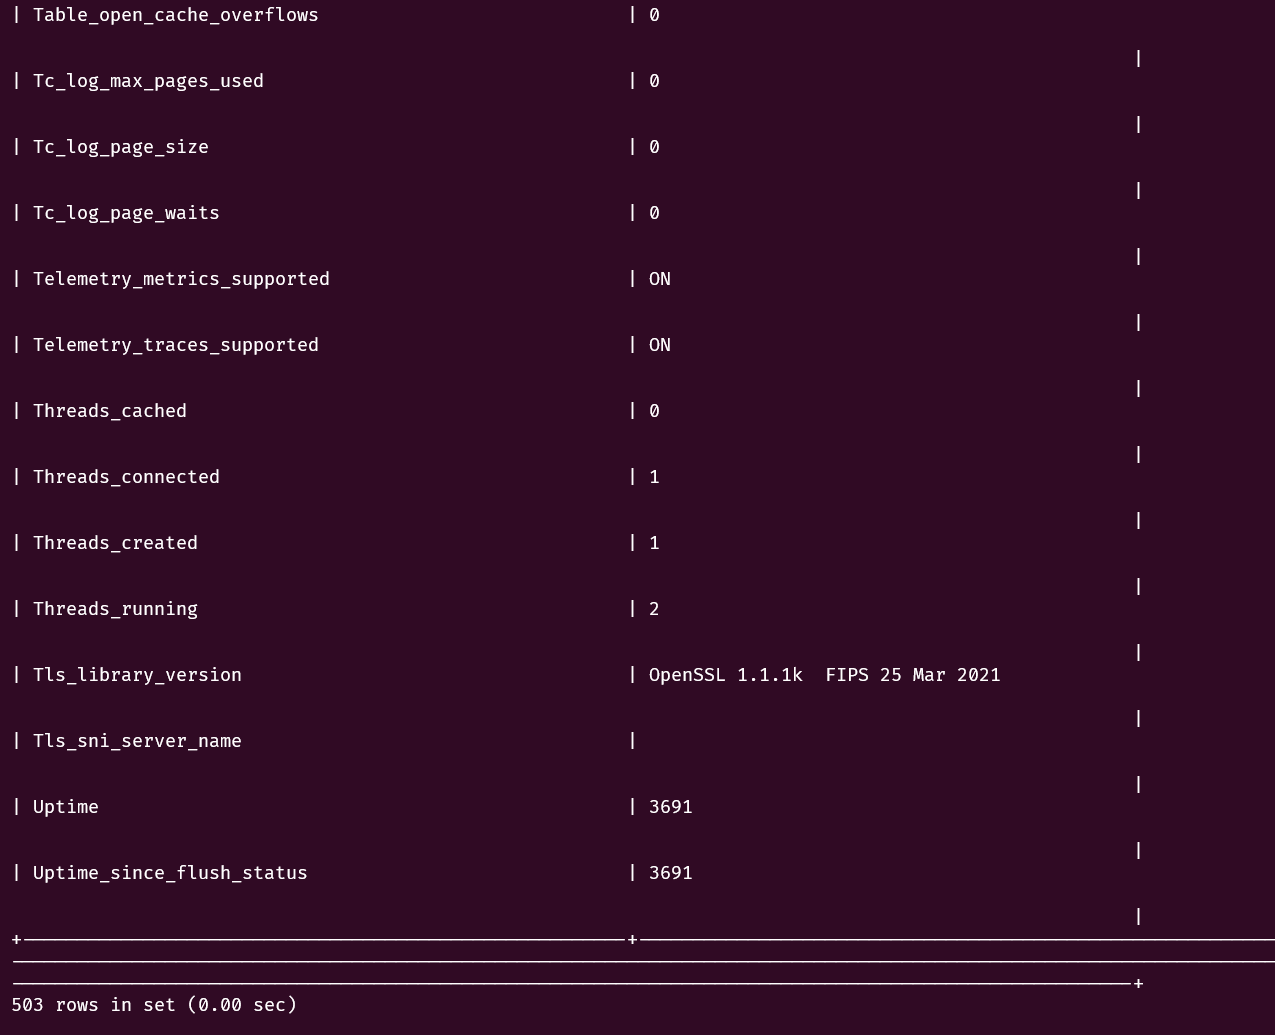 | Table_open_cache_overflows | 0
|
| Tc_log_max_pages_used | 0
|
| Tc_log_page_size | 0
|
| Tc_log_page_waits | 0
|
| Telemetry_metrics_supported | ON
|
| Telemetry_traces_supported | ON
|
| Threads_cached | 0
|
| Threads_connected | 1
|
| Threads_created | 1
|
| Threads_running | 2
|
| Tls_library_version | OpenSSL 1.1.1k  FIPS 25 Mar 2021
|
| Tls_sni_server_name |
|
| Uptime | 3691
|
| Uptime_since_flush_status | 3691
|
503 rows in set (0.00 sec)